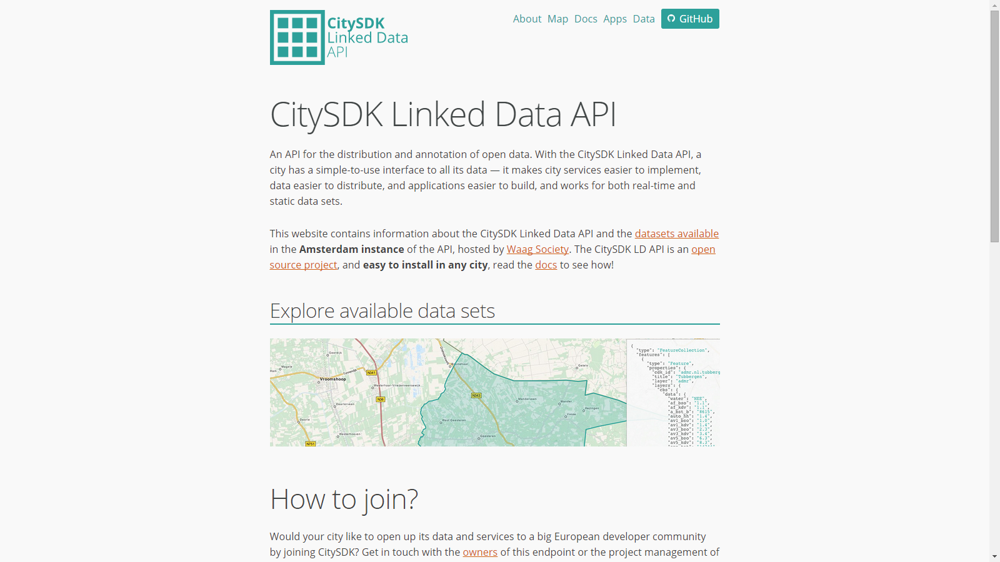 CitySDK
Linked Data
API
About Map Docs Apps Data GitHub
CitySDK Linked Data API
An API for the distribution and annotation of open data. With the CitySDK Linked Data API, a
city has a simple-to-use interface to all its data — it makes city services easier to implement,
data easier to distribute, and applications easier to build, and works for both real-time and
static data sets.
This website contains information about the CitySDK Linked Data API and the datasets available
in the Amsterdam instance of the API, hosted by Waag Society. The CitySDK LD API is an open
source project, and easy to install in any city, read the docs to see how!
Explore available data sets
Geerdijk
Magele
Tonnendijk
N341
Vroomshoop
Westerhaar-Vriezenveensewijk
N36
Daarlerveen
Daarle
Westerhoeven
N751
Getelo
N343
Manderveen
Mander
Hezingen
Vasse
West Geesteren
Geesteren
{
"type": "FeatureCollection",
"features": [
{
"type": "Feature",
"properties": {
"cdk_id": "admr.nl.tubberg
"title": "Tubbergen",
"layer": "admr",
"layers": {
"cbs": {
"data": {
"water": "NEE",
"af_bso": "1.1",
"af_kdv": "1.1",
"a_bst_b": "8615",
"auto_hh": "1.4",
"av1_bso": "1.0",
"av1_kdv": "1.4",
"av3_bso": "2.3",
"av3_kdv": "3.4",
"av5_bso": "6.3",
"av5_kdv": "8.3",
How to join?
Would your city like to open up its data and services to a big European developer community
by joining CitySDK? Get in touch with the owners of this endpoint or the project management of